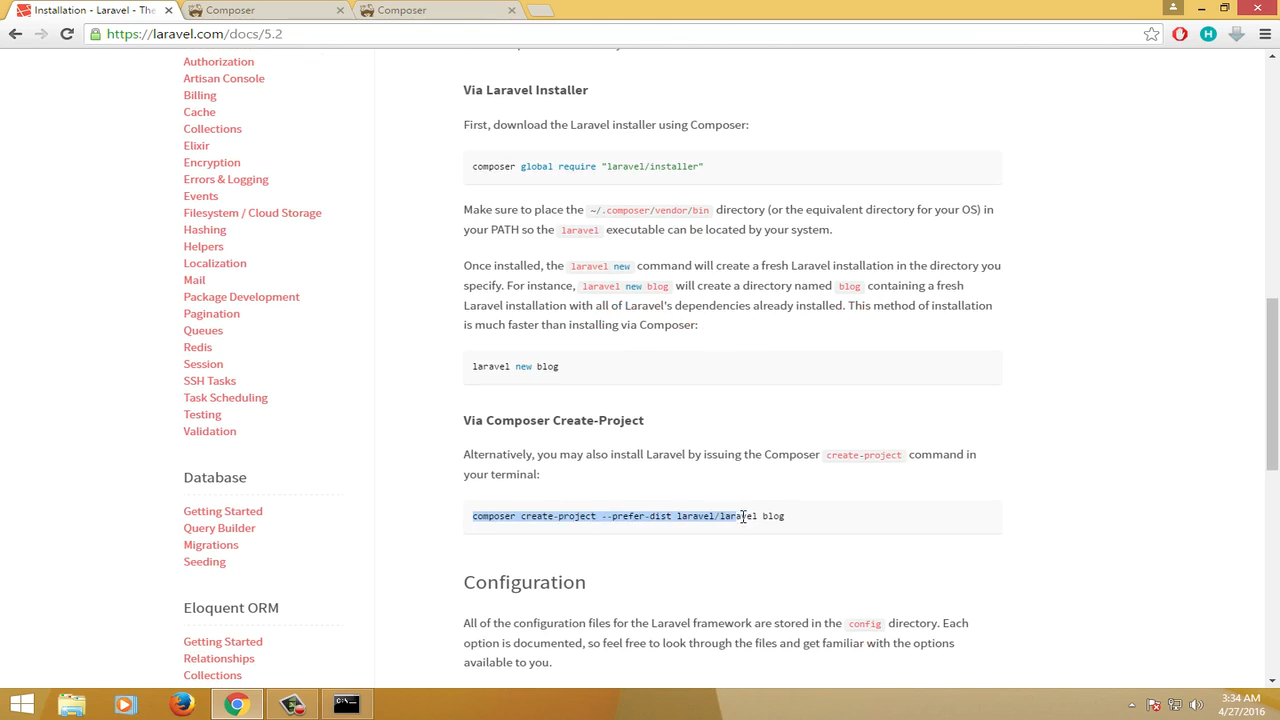 Installation - Laravel - The
Composer
Composer
https://laravel.com/docs/5.2
Authorization
Artisan Console
Billing
Cache
Collections
Elixir
Encryption
Errors & Logging
Events
Filesystem / Cloud Storage
Hashing
Helpers
Localization
Mail
Package Development
Pagination
Queues
Redis
Session
SSH Tasks
Task Scheduling
Testing
Validation
Database
Getting Started
Query Builder
Migrations
Seeding
Eloquent ORM
Getting Started
Relationships
Collections
Via Laravel Installer
First, download the Laravel installer using Composer:
composer global require "laravel/installer"
Make sure to place the ~/.composer/vendor/bin directory (or the equivalent directory for your OS) in
your PATH so the laravel executable can be located by your system.
Once installed, the laravel new command will create a fresh Laravel installation in the directory you
specify. For instance, laravel new blog will create a directory named blog containing a fresh
Laravel installation with all of Laravel's dependencies already installed. This method of installation
is much faster than installing via Composer:
laravel new blog
Via Composer Create-Project
Alternatively, you may also install Laravel by issuing the Composer create-project command in
your terminal:
composer create-project --prefer-dist laravel/laravel blog
Configuration
All of the configuration files for the Laravel framework are stored in the config directory. Each
option is documented, so feel free to look through the files and get familiar with the options
available to you.
3:34 AM
4/27/2016